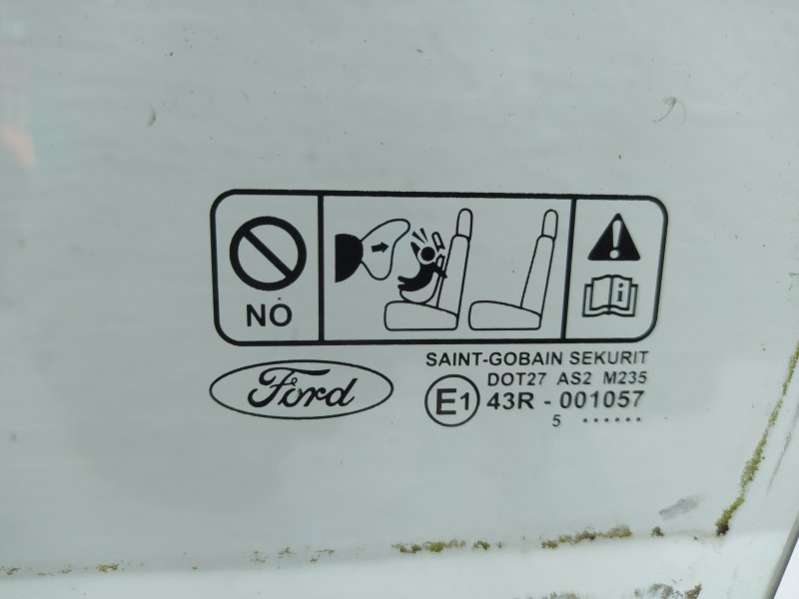 NO
Ford
SAINT-GOBAIN SEKURIT
DOT27 AS2 M235
E1 43R - 001057
5 ······